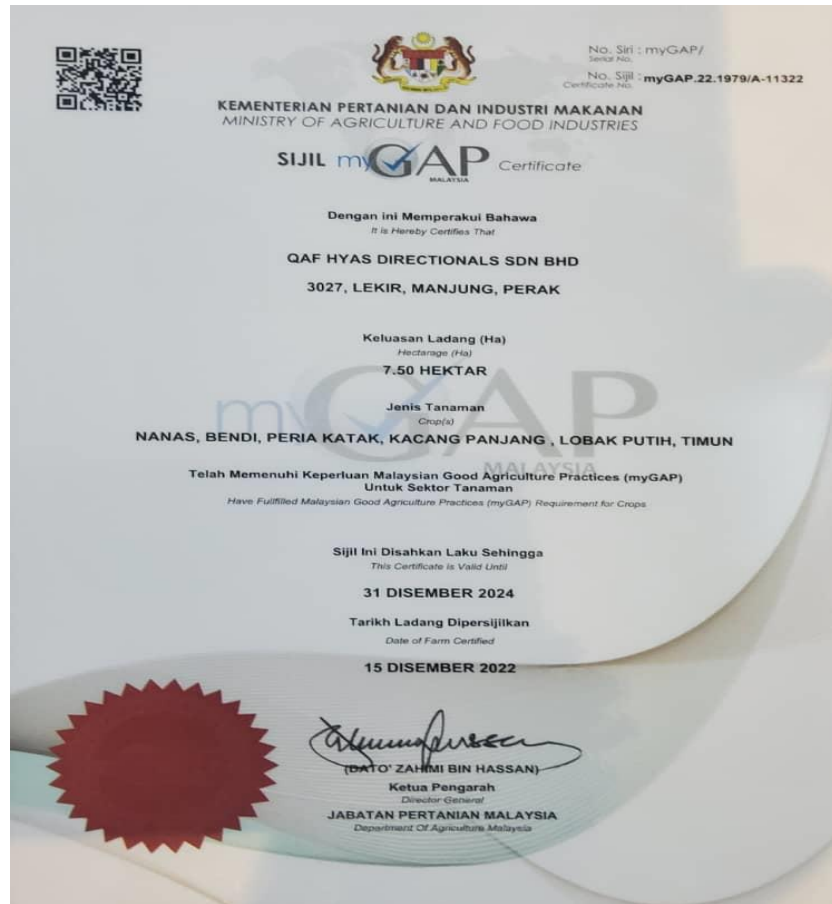 No. Siri : myGAP/
Serial No.
No. Sijil : myGAP.22.1979/A-11322
Certificate No.
KEMENTERIAN PERTANIAN DAN INDUSTRI MAKANAN
MINISTRY OF AGRICULTURE AND FOOD INDUSTRIES
SIJIL myGAP Certificate
MALAYSIA
Dengan ini Memperakui Bahawa
It is Hereby Certifies That
QAF HYAS DIRECTIONALS SDN BHD
3027, LEKIR, MANJUNG, PERAK
Keluasan Ladang (Ha)
Hectarage (Ha)
7.50 HEKTAR
myGAP
Jenis Tanaman
Crop(s)
NANAS, BENDI, PERIA KATAK, KACANG PANJANG , LOBAK PUTIH, TIMUN
MALAYSIA
Telah Memenuhi Keperluan Malaysian Good Agriculture Practices (myGAP)
Untuk Sektor Tanaman
Have Fullfilled Malaysian Good Agriculture Practices (myGAP) Requirement for Crops
Sijil Ini Disahkan Laku Sehingga
This Certificate is Valid Until
31 DISEMBER 2024
Tarikh Ladang Dipersijilkan
Date of Farm Certified
15 DISEMBER 2022
(DATO' ZAHIMI BIN HASSAN)
Ketua Pengarah
Director General
JABATAN PERTANIAN MALAYSIA
Department Of Agriculture Malaysia